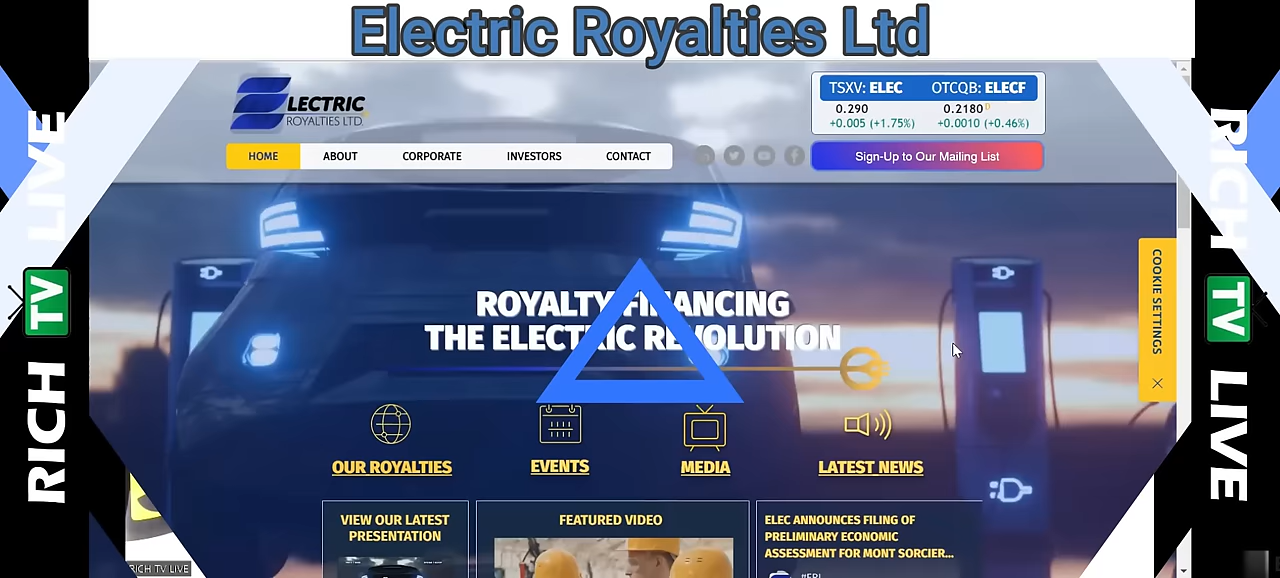 Electric Royalties Ltd
LECTRIC
ROYALTIES LTD
TSXV: ELEC OTCQB: ELECF
0.290 0.2180 D
+0.005 (+1.75%) +0.0010 (+0.46%)
HOME ABOUT CORPORATE INVESTORS CONTACT
Sign-Up to Our Mailing List
RICH TV LIVE
RICH TV LIVE
COOKIE SETTINGS
ROYALTY FINANCING
THE ELECTRIC REVOLUTION
OUR ROYALTIES EVENTS MEDIA LATEST NEWS
VIEW OUR LATEST
PRESENTATION
FEATURED VIDEO
ELEC ANNOUNCES FILING OF
PRELIMINARY ECONOMIC
ASSESSMENT FOR MONT SORCIER...
RICH TV LIVE